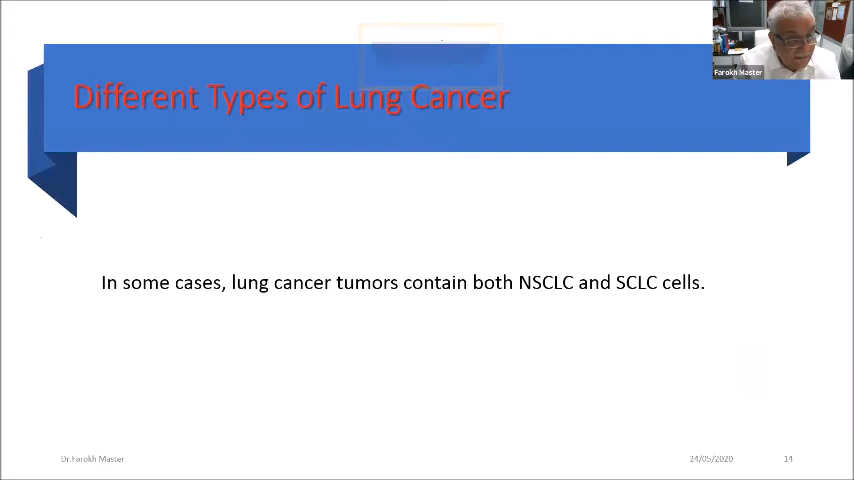 Farokh Master
Different Types of Lung Cancer
In some cases, lung cancer tumors contain both NSCLC and SCLC cells.
Dr.Farokh Master
24/05/2020
14